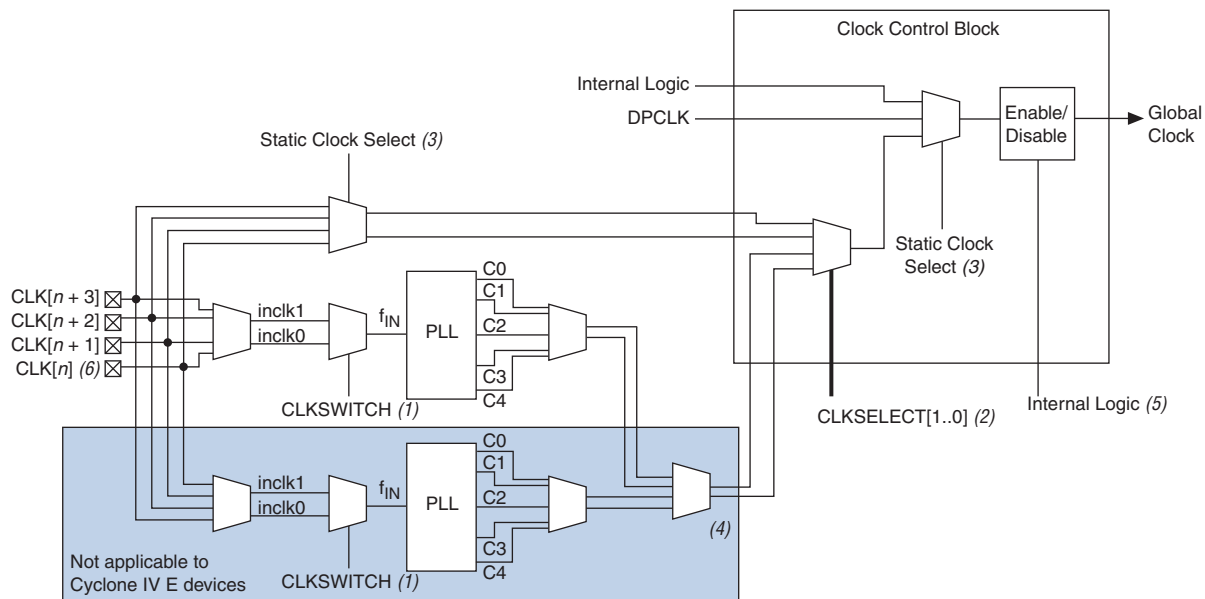 Clock Control Block
Internal Logic
DPCLK
Enable/
Disable
Global
Clock
Static Clock Select (3)
Static Clock
Select (3)
CLK[n + 3]
CLK[n + 2]
CLK[n + 1]
CLK[n] (6)
inclk1
inclk0
fIN
PLL
C0
C1
C2
C3
C4
CLKSWITCH (1)
CLKSELECT[1..0] (2)
Internal Logic (5)
inclk1
inclk0
fIN
PLL
C0
C1
C2
C3
C4
(4)
CLKSWITCH (1)
Not applicable to
Cyclone IV E devices